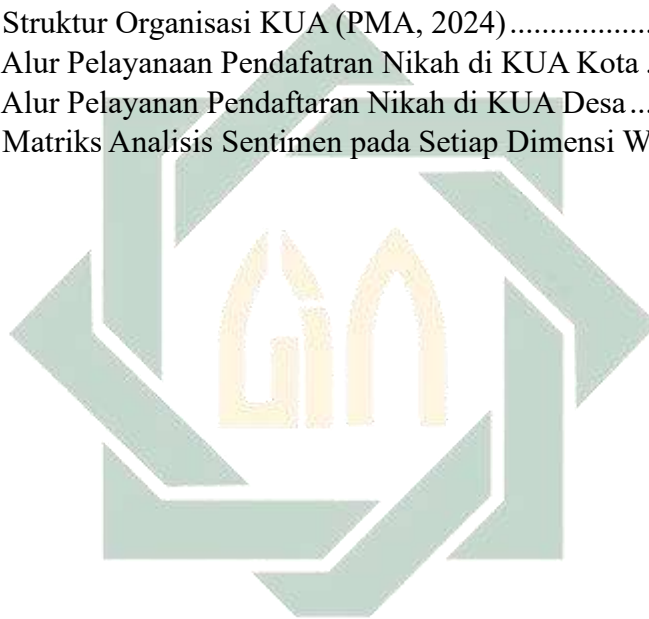 Struktur Organisasi KUA (PMA, 2024)..................
Alur Pelayanaan Pendafatran Nikah di KUA Kota .
Alur Pelayanan Pendaftaran Nikah di KUA Desa...
Matriks Analisis Sentimen pada Setiap Dimensi W
UIN